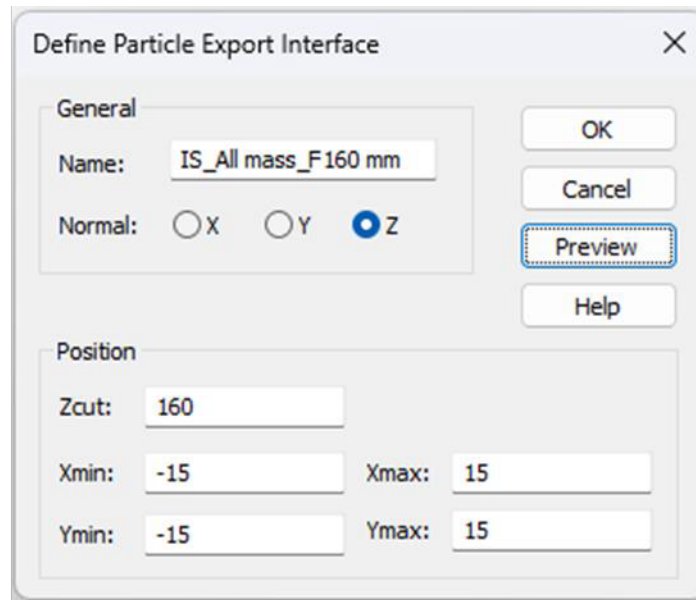 Define Particle Export Interface
General
Name: IS_All mass_F160 mm
Normal: X Y Z
OK
Cancel
Preview
Help
Position
Zcut: 160
Xmin: -15 Xmax: 15
Ymin: -15 Ymax: 15